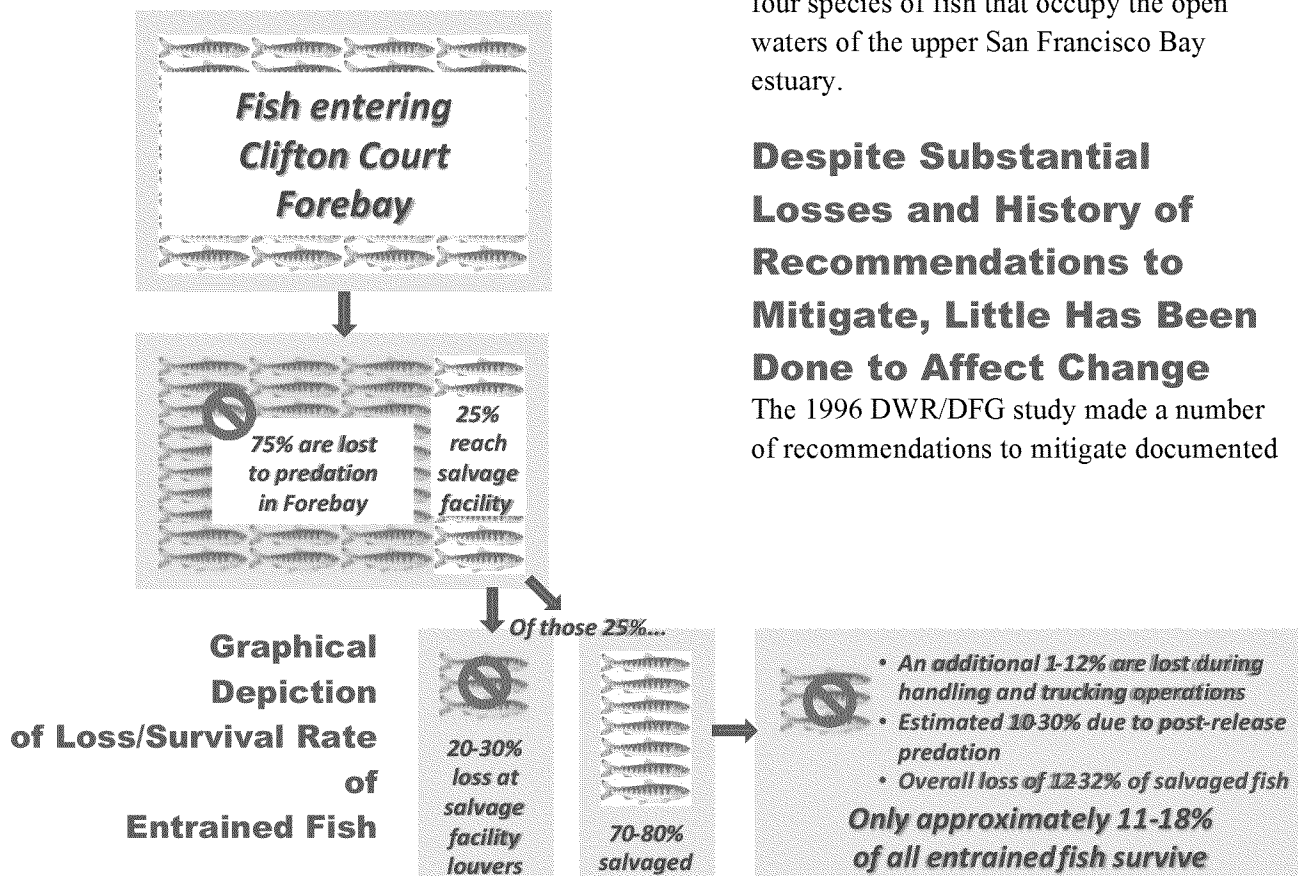 four species of fish that occupy the open
waters of the upper San Francisco Bay
estuary.
Despite Substantial
Losses and History of
Recommendations to
Mitigate, Little Has Been
Done to Affect Change
The 1996 DWR/DFG study made a number
of recommendations to mitigate documented
Fish entering
Clifton Court
Forebay
75% are lost
to predation
in Forebay
25%
reach
salvage
facility
Of those 25%...
Graphical
Depiction
of Loss/Survival Rate
of
Entrained Fish
20-30%
loss at
salvage
facility
louvers
70-80%
salvaged
• An additional 1-12% are lost during
handling and trucking operations
• Estimated 10-30% due to post-release
predation
• Overall loss of 12-32% of salvaged fish
Only approximately 11-18%
of all entrained fish survive